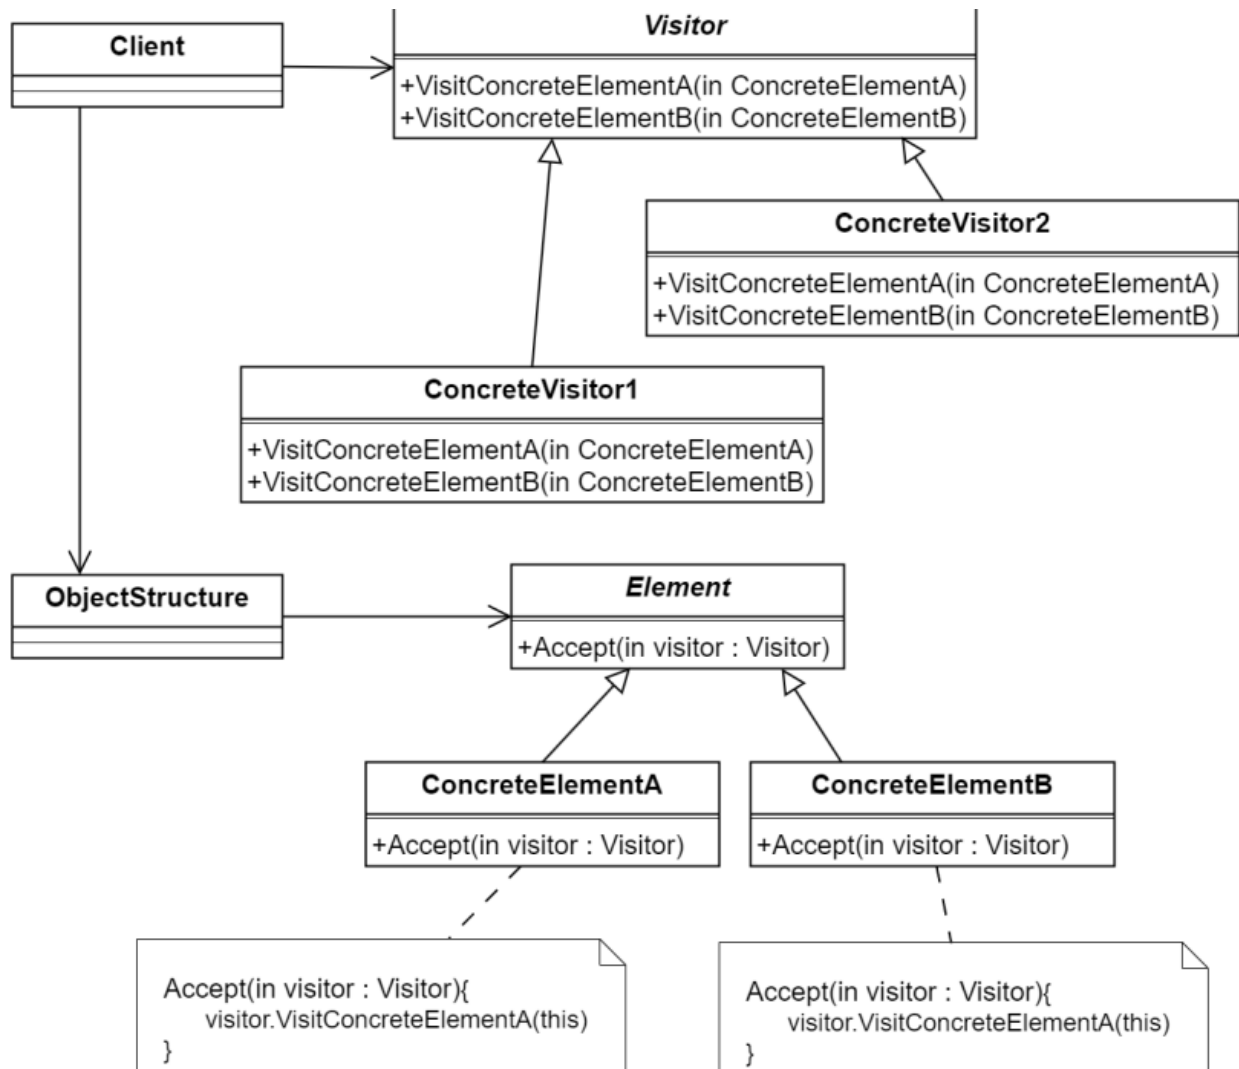 Client
Visitor
+VisitConcreteElementA(in ConcreteElementA)
+VisitConcreteElementB(in ConcreteElementB)
ConcreteVisitor2
+VisitConcreteElementA(in ConcreteElementA)
+VisitConcreteElementB(in ConcreteElementB)
ConcreteVisitor1
+VisitConcreteElementA(in ConcreteElementA)
+VisitConcreteElementB(in ConcreteElementB)
ObjectStructure
Element
+Accept(in visitor : Visitor)
ConcreteElementA
+Accept(in visitor : Visitor)
ConcreteElementB
+Accept(in visitor : Visitor)
Accept(in visitor : Visitor){
visitor.VisitConcreteElementA(this)
}
Accept(in visitor : Visitor){
visitor.VisitConcreteElementA(this)
}